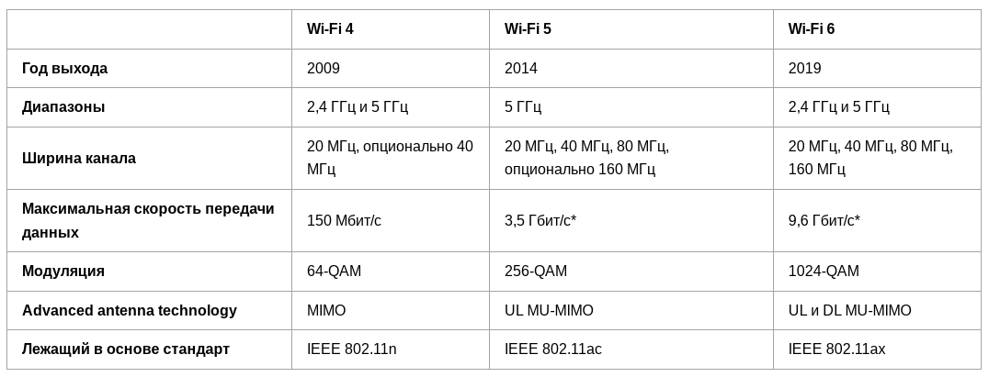 Wi-Fi 4 Wi-Fi 5 Wi-Fi 6
Год выхода 2009 2014 2019
Диапазоны 2,4 ГГц и 5 ГГц 5 ГГц 2,4 ГГц и 5 ГГц
Ширина канала 20 МГц, опционально 40 МГц 20 МГц, 40 МГц, 80 МГц, опционально 160 МГц 20 МГц, 40 МГц, 80 МГц, 160 МГц
Максимальная скорость передачи данных 150 Мбит/с 3,5 Гбит/с* 9,6 Гбит/с*
Модуляция 64-QAM 256-QAM 1024-QAM
Advanced antenna technology MIMO UL MU-MIMO UL и DL MU-MIMO
Лежащий в основе стандарт IEEE 802.11n IEEE 802.11ac IEEE 802.11ax